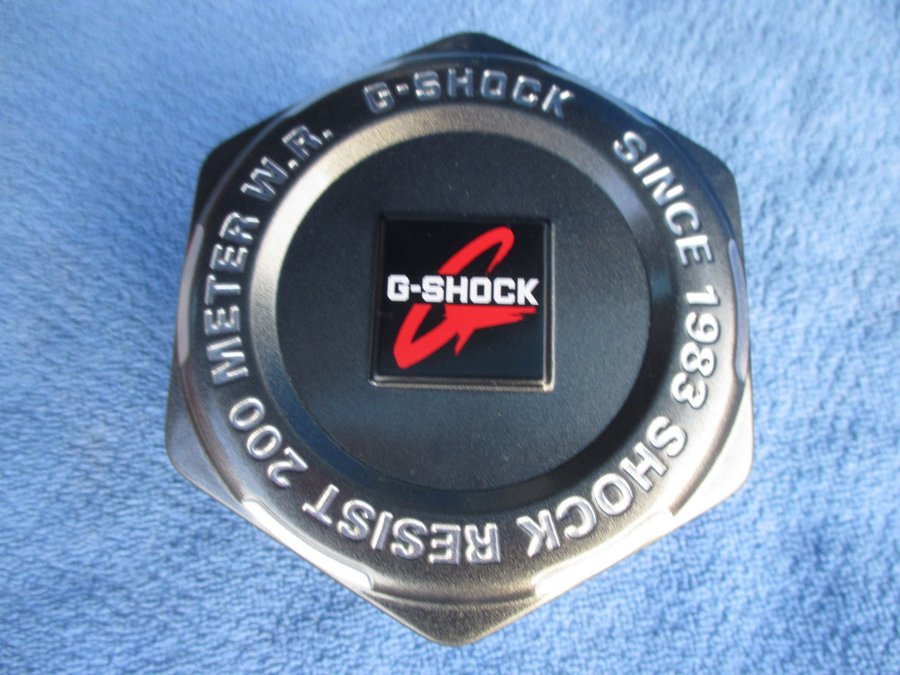 G-SHOCK SINCE 1983 SHOCK RESIST 200 METER W.R.
G-SHOCK